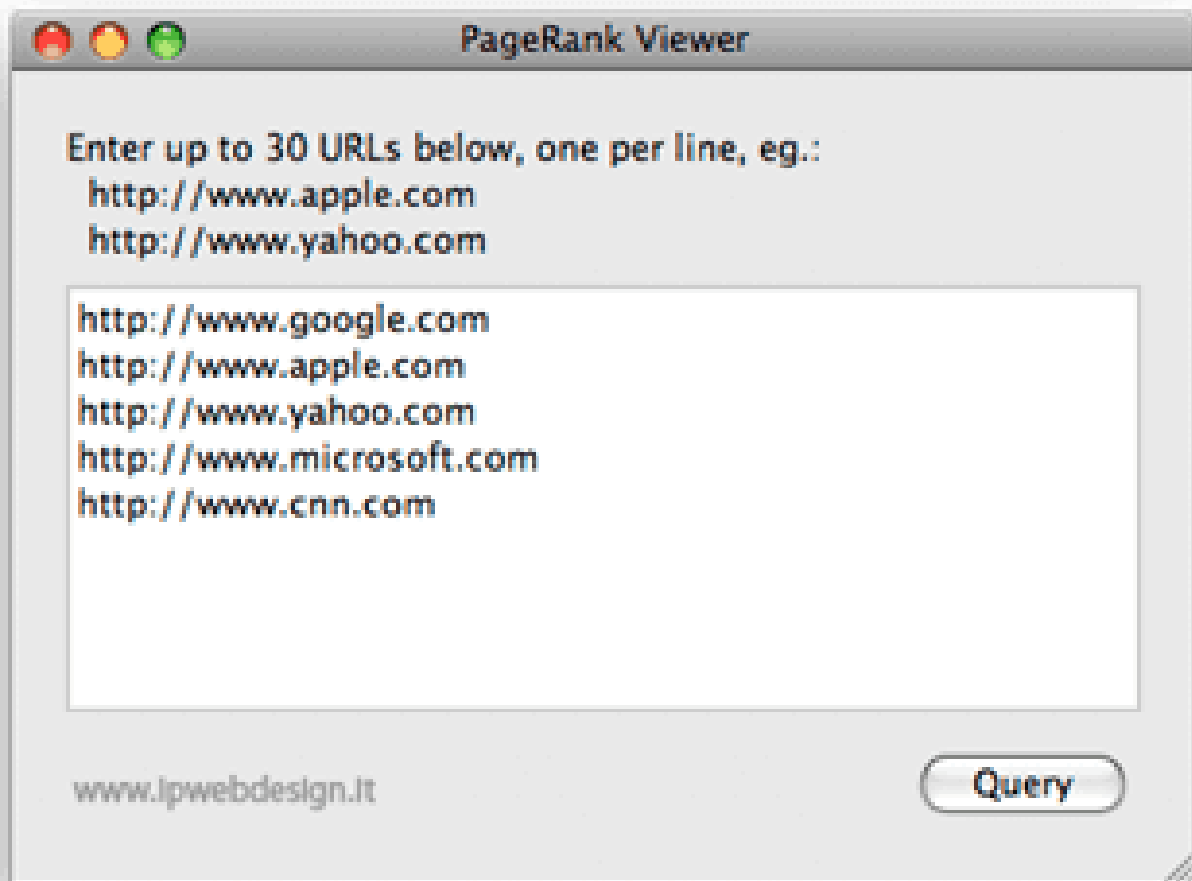 PageRank Viewer
Enter up to 30 URLs below, one per line, eg.:
http://www.apple.com
http://www.yahoo.com
http://www.google.com
http://www.apple.com
http://www.yahoo.com
http://www.microsoft.com
http://www.cnn.com
www.ipwebdesign.it
Query